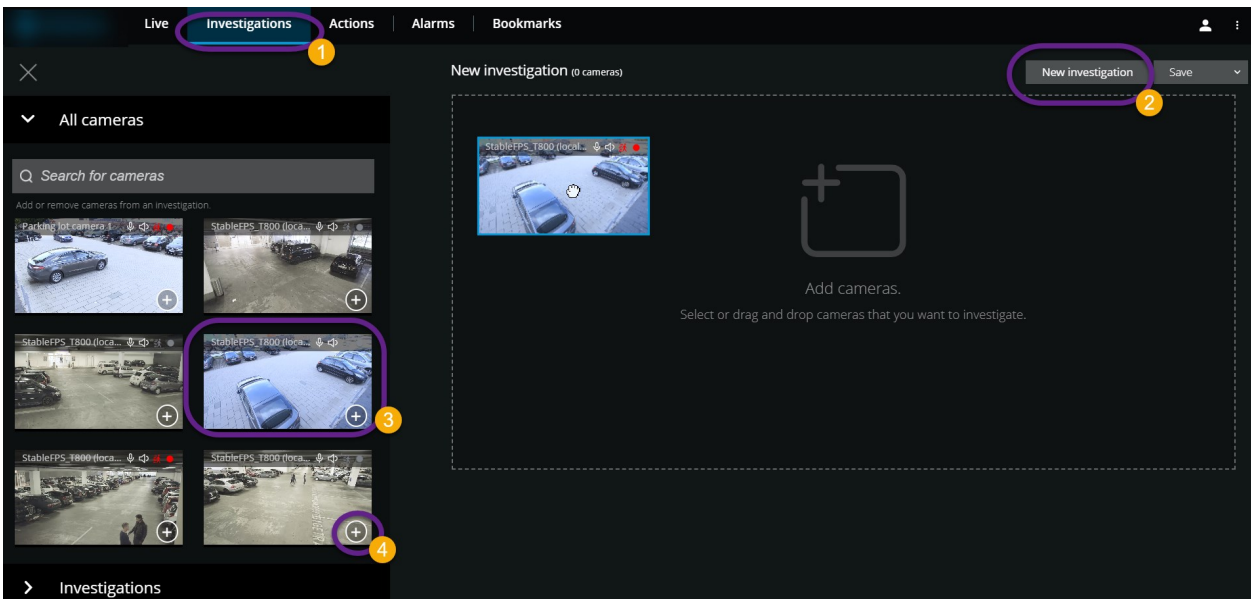 Live Investigations Actions Alarms Bookmarks
1
New investigation (0 cameras)
New investigation Save
2
All cameras
Search for cameras
Add or remove cameras from an investigation.
Parking lot camera 1
StableFPS_T800 (loca...
StableFPS_T800 (loca...
StableFPS_T800 (loca...
3
StableFPS_T800 (loca...
StableFPS_T800 (loca...
4
Investigations
StableFPS_T800 (local...
Add cameras.
Select or drag and drop cameras that you want to investigate.